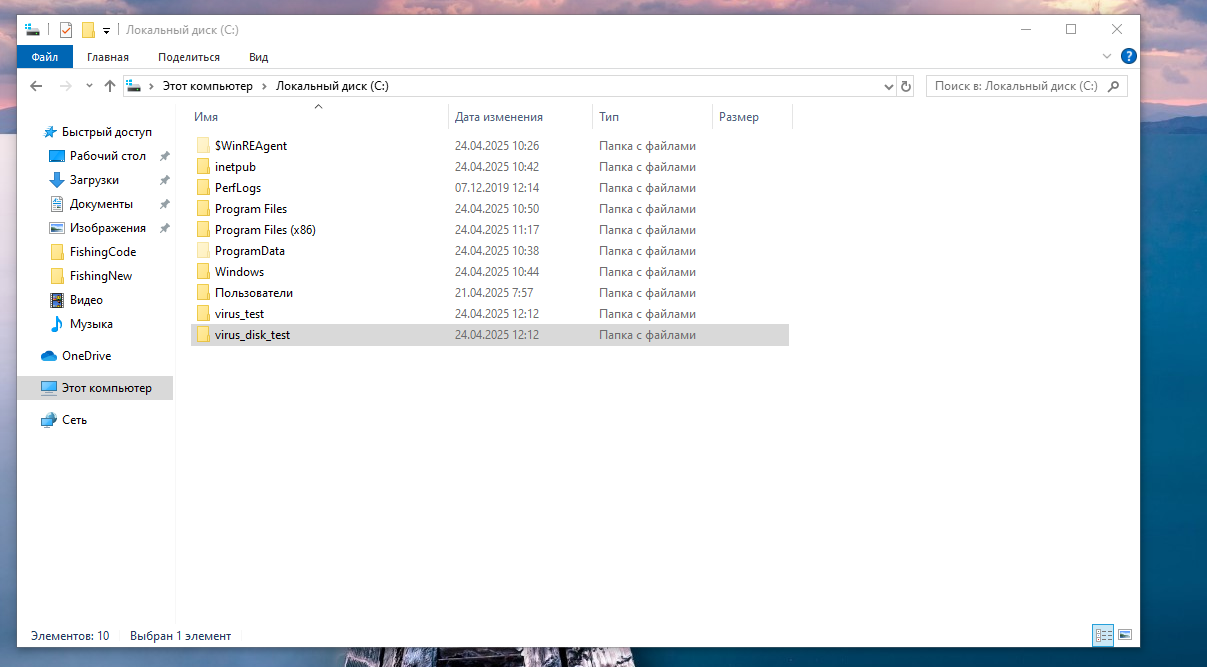 Локальный диск (C:)
Файл Главная Поделиться Вид
Этот компьютер Локальный диск (C:) Поиск в: Локальный диск (C:)
Быстрый доступ
Рабочий стол
Загрузки
Документы
Изображения
FishingCode
FishingNew
Видео
Музыка
OneDrive
Этот компьютер
Сеть
Имя Дата изменения Тип Размер
$WinREAgent 24.04.2025 10:26 Папка с файлами
inetpub 24.04.2025 10:42 Папка с файлами
PerfLogs 07.12.2019 12:14 Папка с файлами
Program Files 24.04.2025 10:50 Папка с файлами
Program Files (x86) 24.04.2025 11:17 Папка с файлами
ProgramData 24.04.2025 10:38 Папка с файлами
Windows 24.04.2025 10:44 Папка с файлами
Пользователи 21.04.2025 7:57 Папка с файлами
virus_test 24.04.2025 12:12 Папка с файлами
virus_disk_test 24.04.2025 12:12 Папка с файлами
Элементов: 10 Выбран 1 элемент